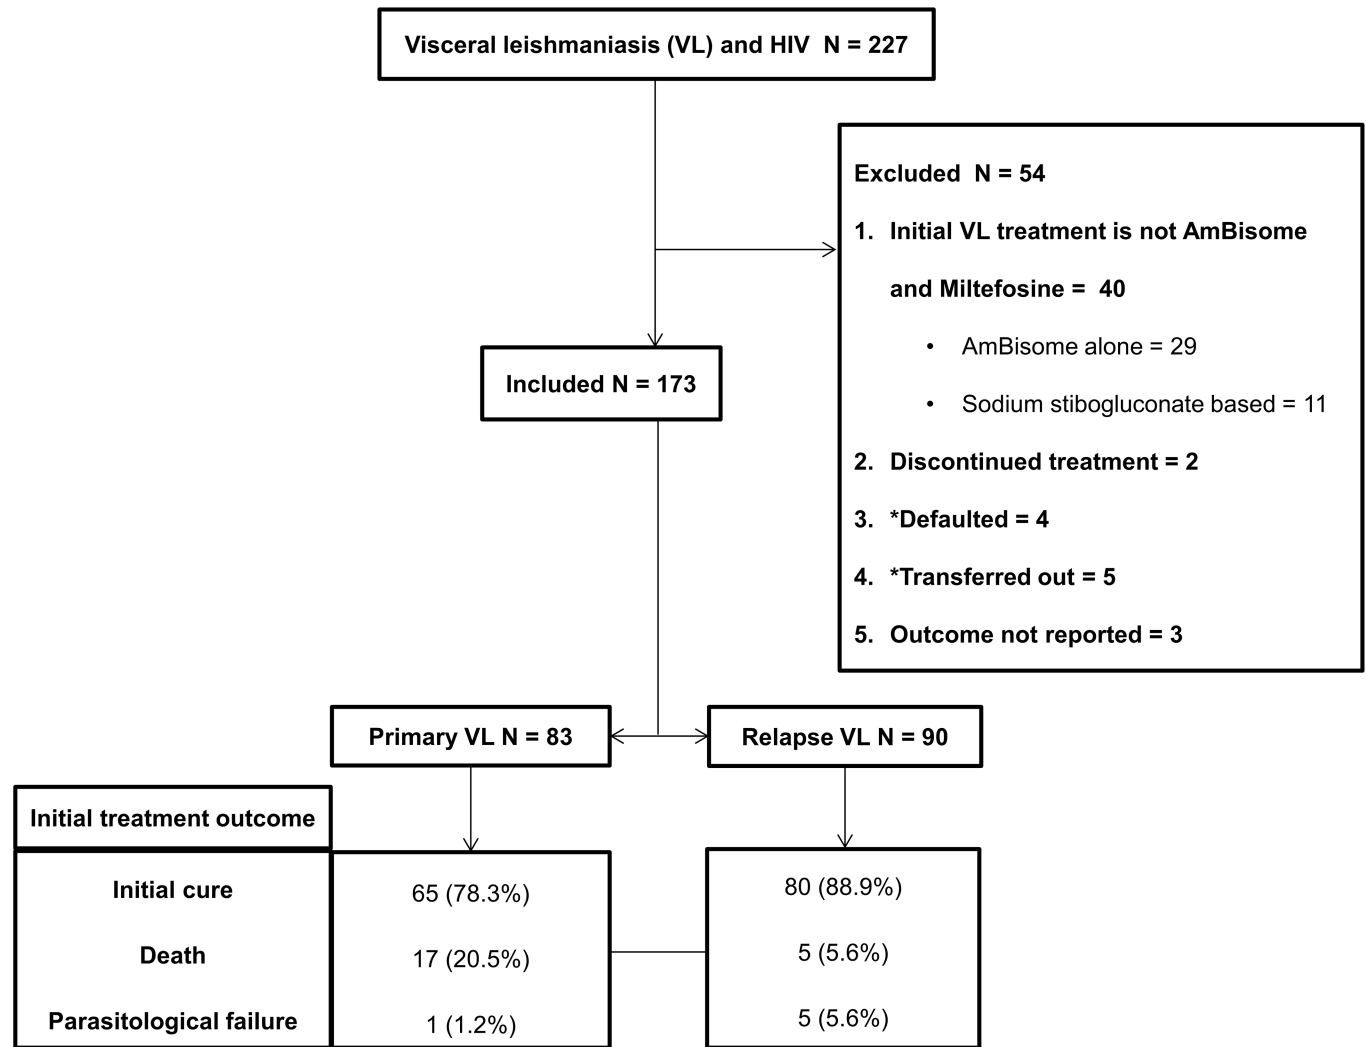 Visceral leishmaniasis (VL) and HIV N = 227
Excluded N = 54
1. Initial VL treatment is not AmBisome
and Miltefosine = 40
• AmBisome alone = 29
• Sodium stibogluconate based = 11
2. Discontinued treatment = 2
3. *Defaulted = 4
4. *Transferred out = 5
5. Outcome not reported = 3
Included N = 173
Primary VL N = 83
Relapse VL N = 90
Initial treatment outcome
Initial cure 65 (78.3%) 80 (88.9%)
Death 17 (20.5%) 5 (5.6%)
Parasitological failure 1 (1.2%) 5 (5.6%)